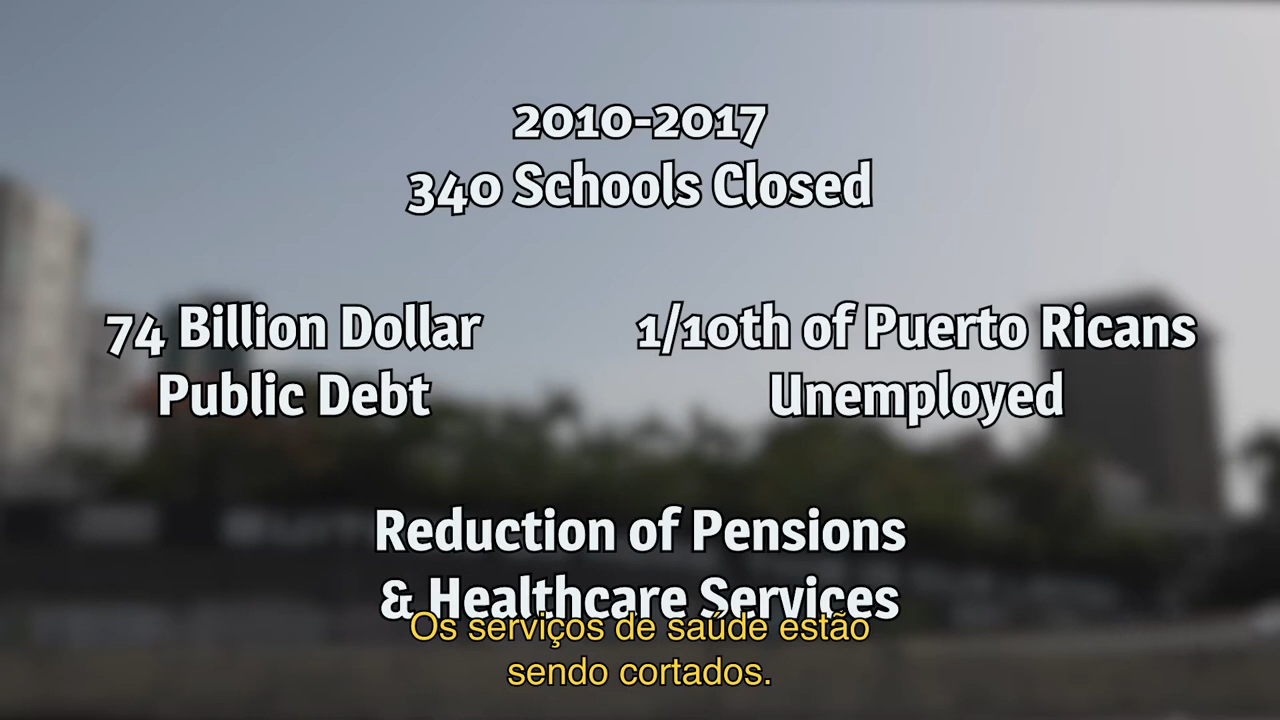 2010-2017
340 Schools Closed
74 Billion Dollar
Public Debt
1/10th of Puerto Ricans
Unemployed
Reduction of Pensions
& Healthcare Services
Os serviços de saúde estão
sendo cortados.